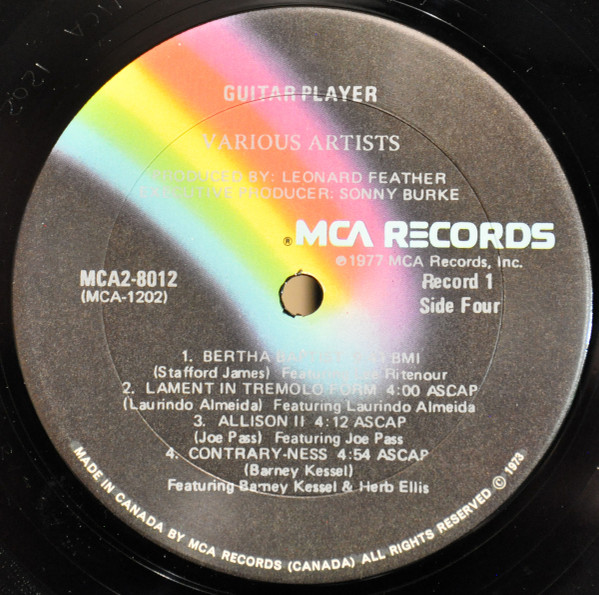 GUITAR PLAYER
VARIOUS ARTISTS
PRODUCED BY: LEONARD FEATHER
EXECUTIVE PRODUCER: SONNY BURKE
® MCA RECORDS
℗ 1977 MCA Records, Inc.
MCA2-8012
(MCA-1202)
Record 1
Side Four
1. BERTHA BMI
(Stafford James) Featuring Lee Ritenour
2. LAMENT IN TREMOLO FORM 4:00 ASCAP
(Laurindo Almeida) Featuring Laurindo Almeida
3. ALLISON II 4:12 ASCAP
(Joe Pass) Featuring Joe Pass
4. CONTRARY-NESS 4:54 ASCAP
(Barney Kessel)
Featuring Barney Kessel & Herb Ellis
MADE IN CANADA BY MCA RECORDS (CANADA) ALL RIGHTS RESERVED © 1973